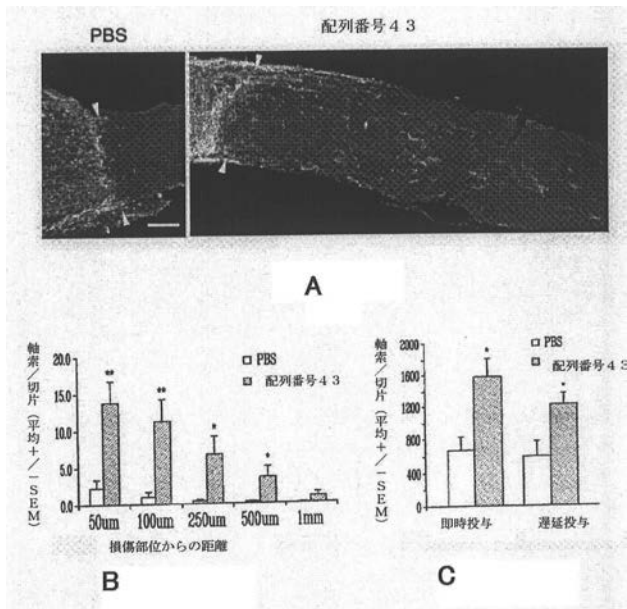 PBS
配列番号43
A
軸索/切片(平均+/-SEM)
20.0
15.0
10.0
5.0
0.0
**
**
*
*
PBS
配列番号43
50um
100um
250um
500um
1mm
損傷部位からの距離
B
軸索/切片(平均+/-SEM)
2000
1600
1200
800
400
0
*
*
PBS
配列番号43
即時投与
遅延投与
C